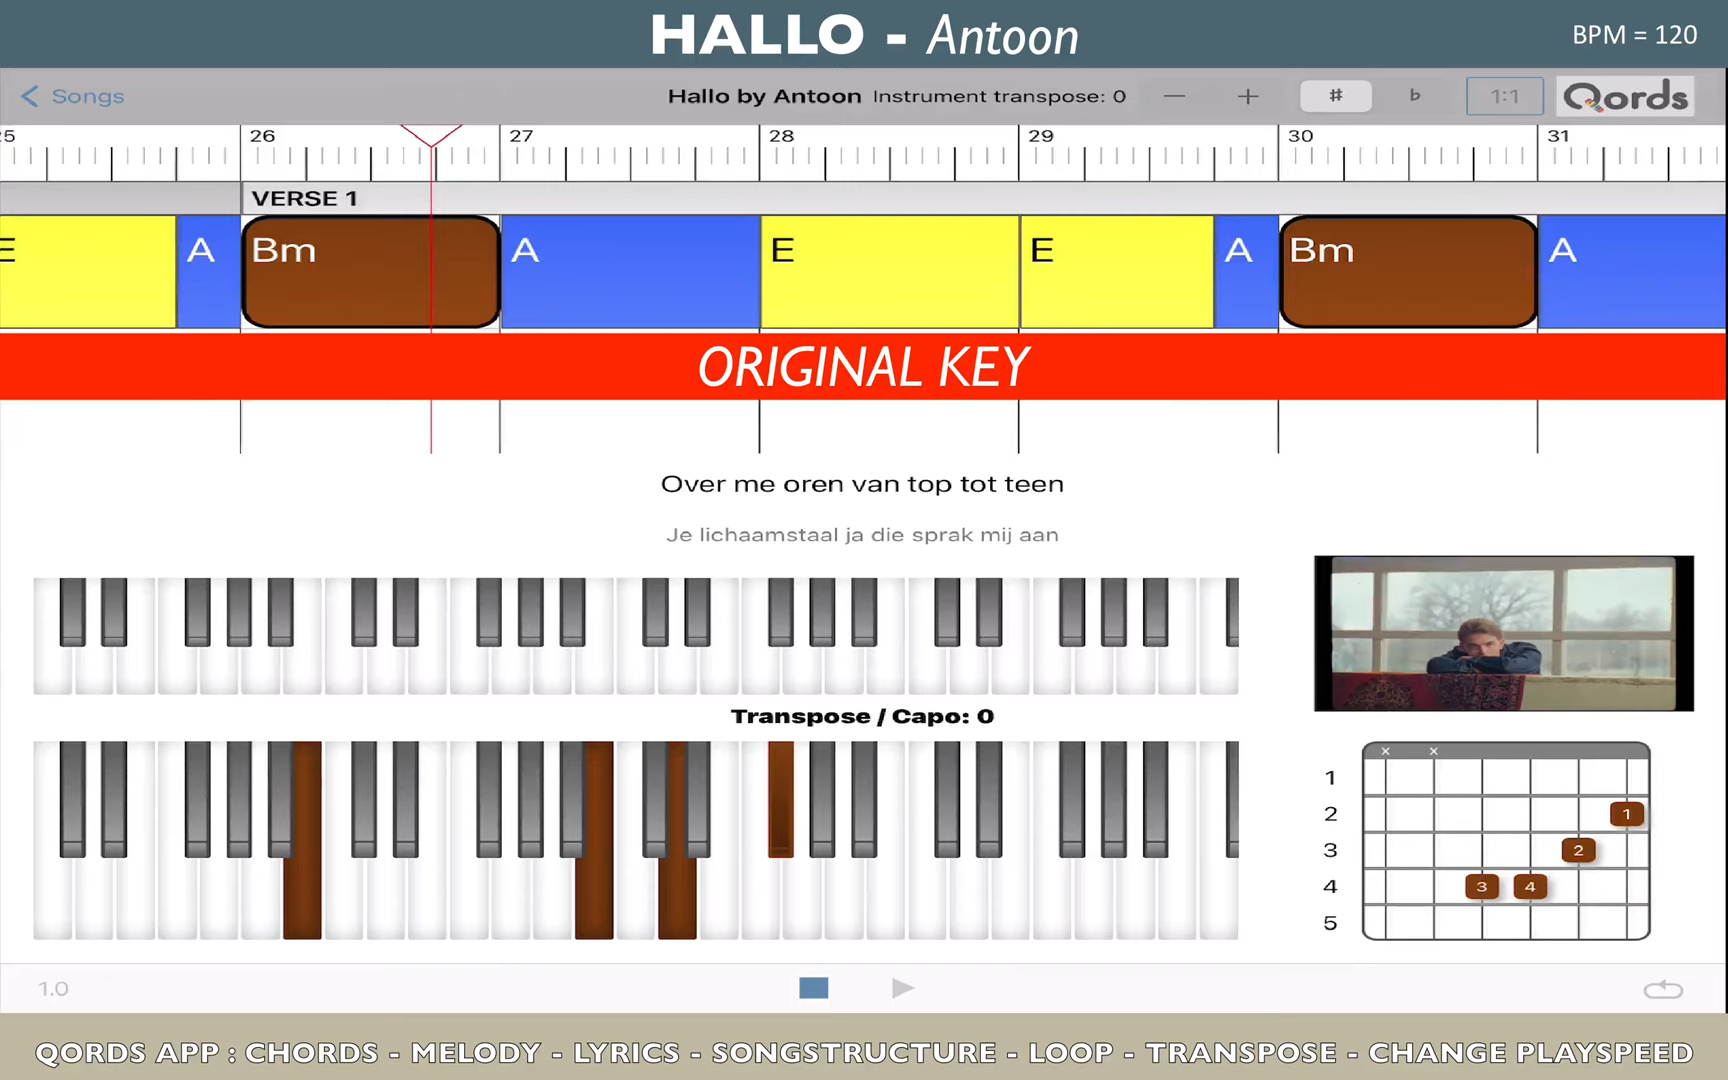 HALLO - Antoon
BPM = 120
Songs
Hallo by Antoon Instrument transpose: 0
♯
♭
1:1
Qords
25 26 27 28 29 30 31
VERSE 1
E A Bm A E E A Bm A
ORIGINAL KEY
Over me oren van top tot teen
Je lichaamstaal ja die sprak mij aan
Transpose / Capo: 0
× ×
1
2 1
3 2
4 3 4
5
1.0
QORDS APP : CHORDS - MELODY - LYRICS - SONGSTRUCTURE - LOOP - TRANSPOSE - CHANGE PLAYSPEED